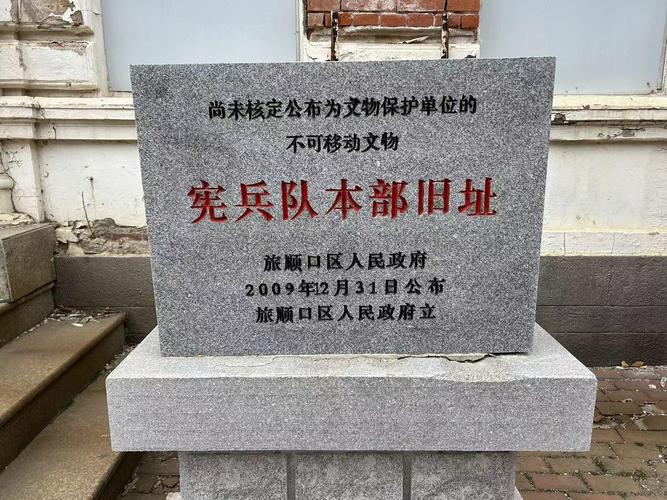 尚未核定公布为文物保护单位的
不可移动文物
宪兵队本部旧址
旅顺口区人民政府
2009年12月31日公布
旅顺口区人民政府立